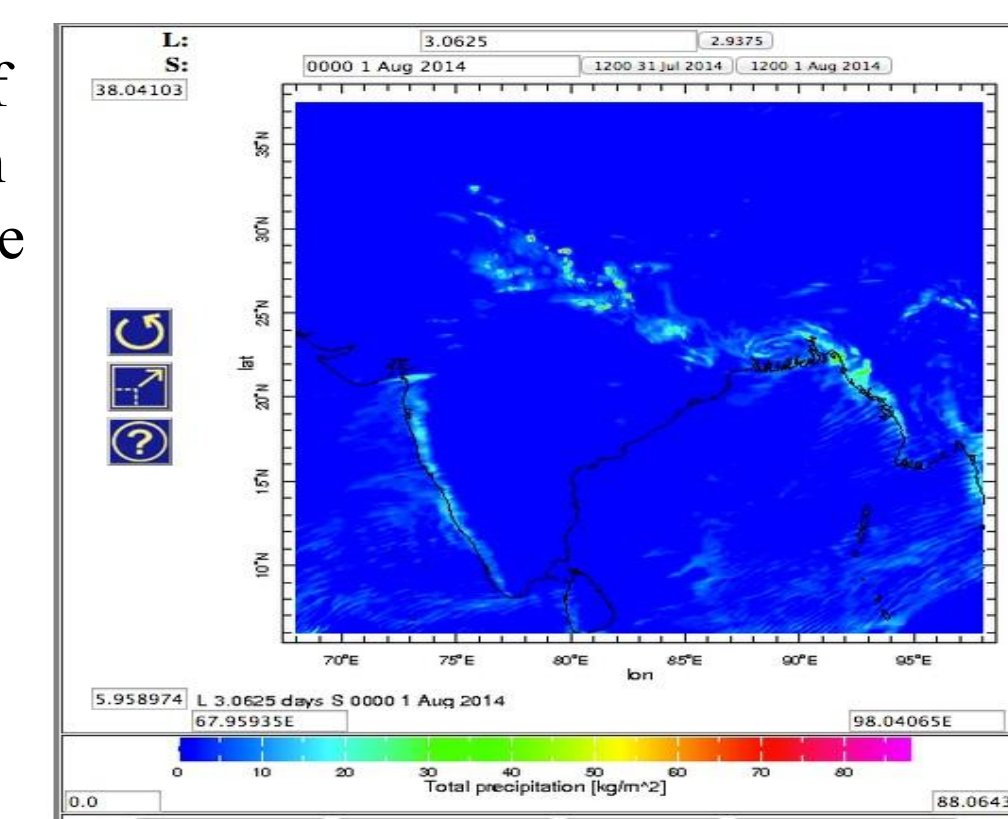 f
n
e
L: 3.0625 2.9375
S: 0000 1 Aug 2014 1200 31 Jul 2014 1200 1 Aug 2014
38.04103
35°N
30°N
25°N
lat
20°N
15°N
10°N
?
70°E 75°E 80°E 85°E 90°E 95°E
lon
5.958974 L 3.0625 days S 0000 1 Aug 2014
67.95935E 98.04065E
0 10 20 30 40 50 60 70 80
Total precipitation [kg/m^2]
0.0 88.0643